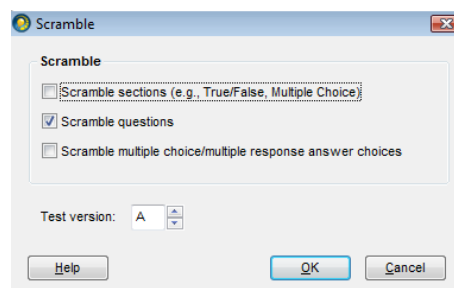 Scramble
Scramble
Scramble sections (e.g., True/False, Multiple Choice)
Scramble questions
Scramble multiple choice/multiple response answer choices
Test version: A
Help OK Cancel